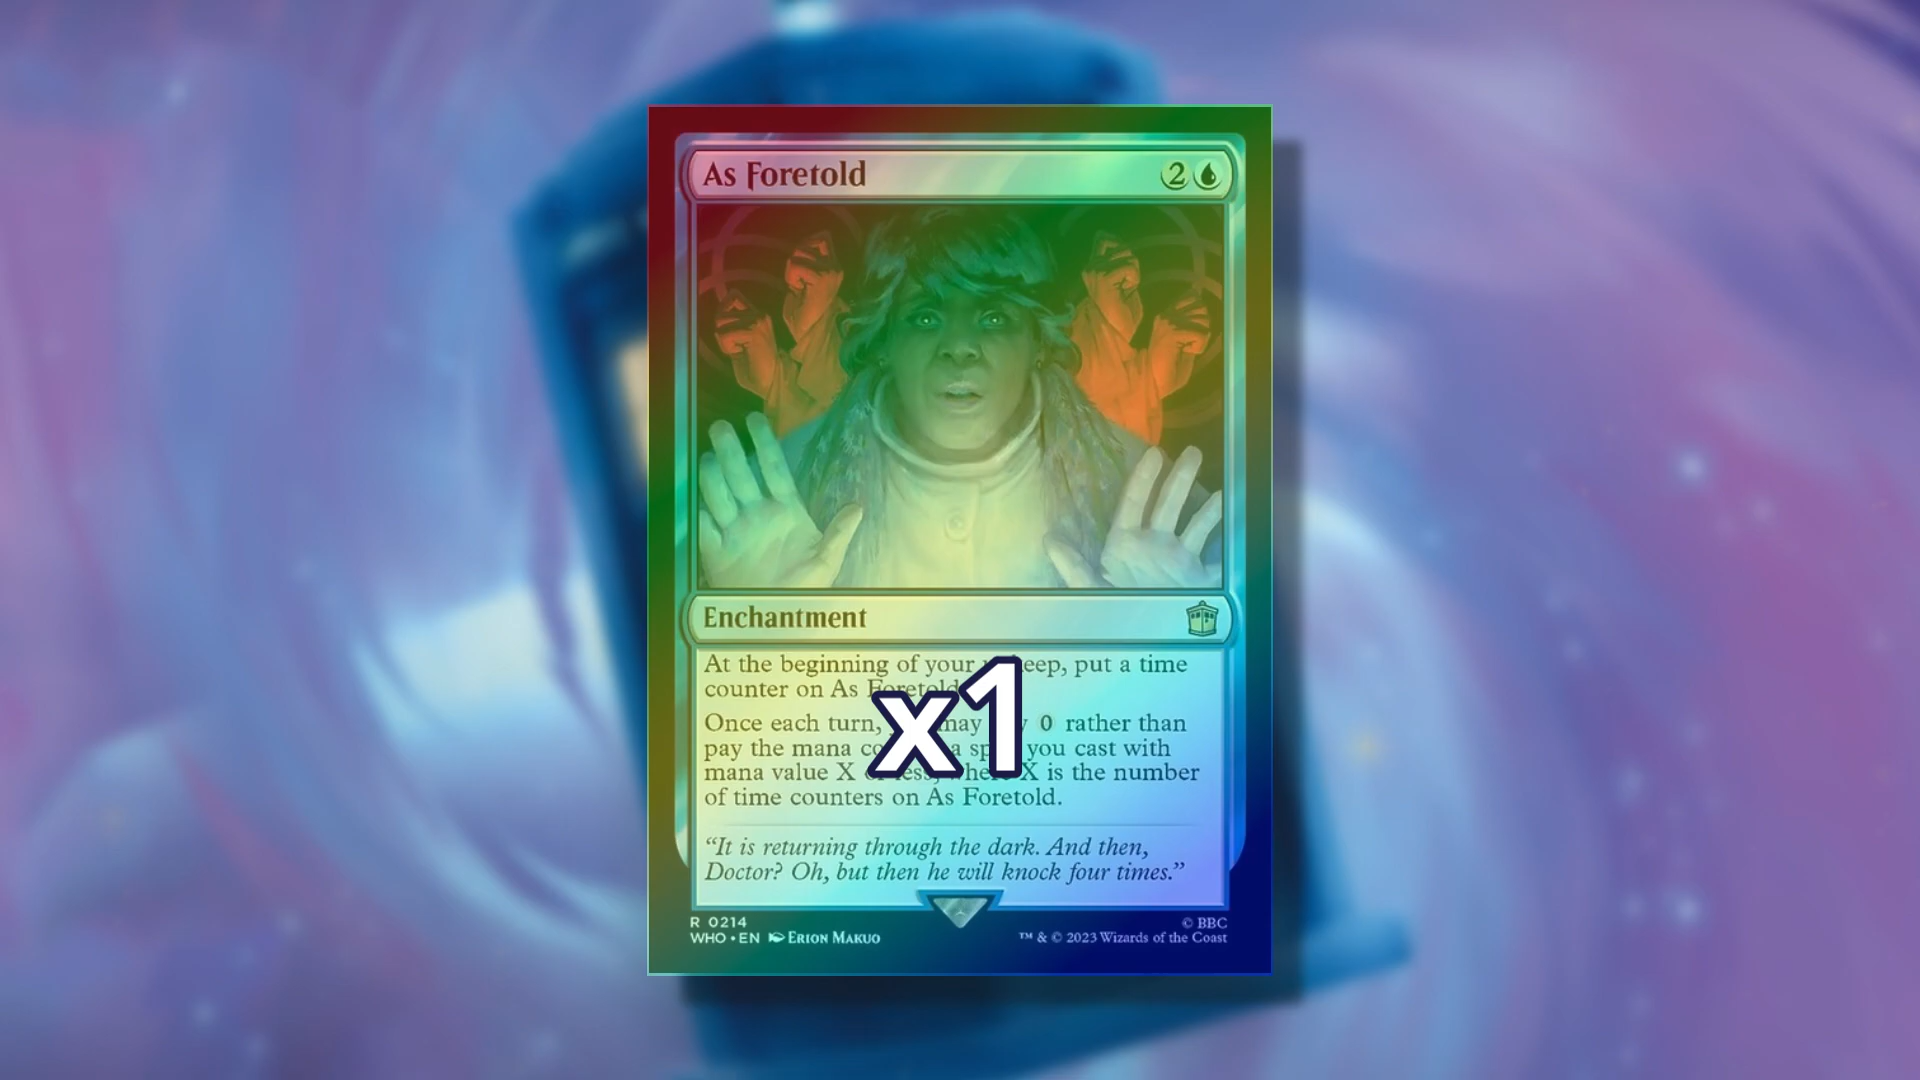 As Foretold 2
Enchantment
At the beginning of your keep, put a time
counter on As Foretold
Once each turn, may 0 rather than
pay the mana a you cast with
mana value X is the number
of time counters on As Foretold.
x1
“It is returning through the dark. And then,
Doctor? Oh, but then he will knock four times.”
R 0214
WHO • EN Erion Makuo
© BBC
™ & © 2023 Wizards of the Coast